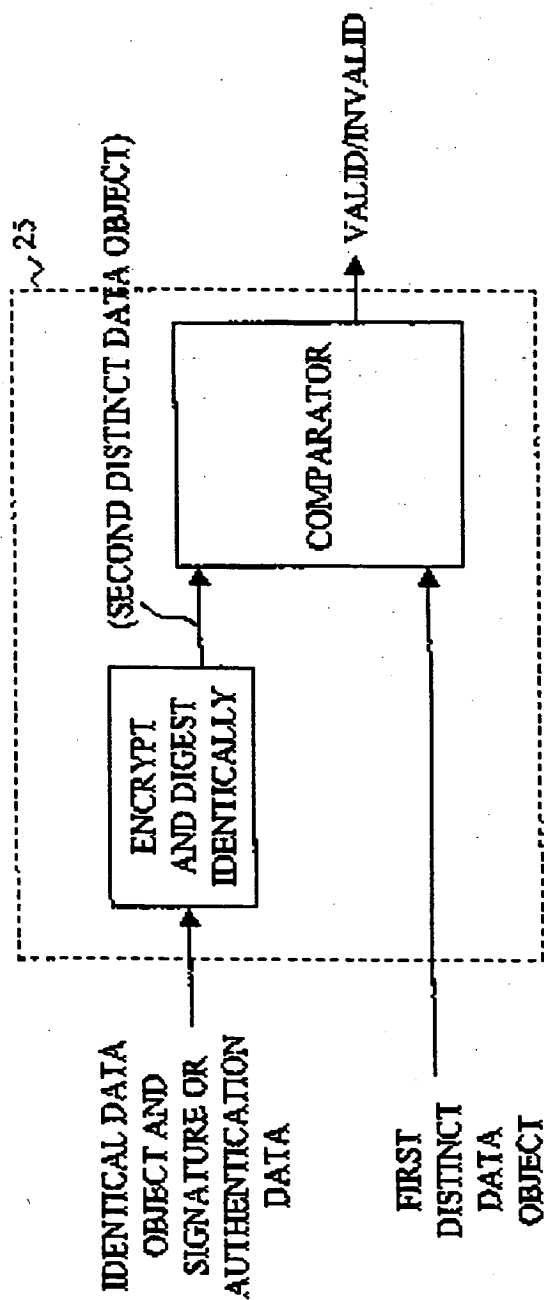 25
(SECOND DISTINCT DATA OBJECT)
IDENTICAL DATA
OBJECT AND
SIGNATURE OR
AUTHENTICATION
DATA
ENCRYPT
AND DIGEST
IDENTICALLY
COMPARATOR
VALID/INVALID
FIRST
DISTINCT
DATA
OBJECT